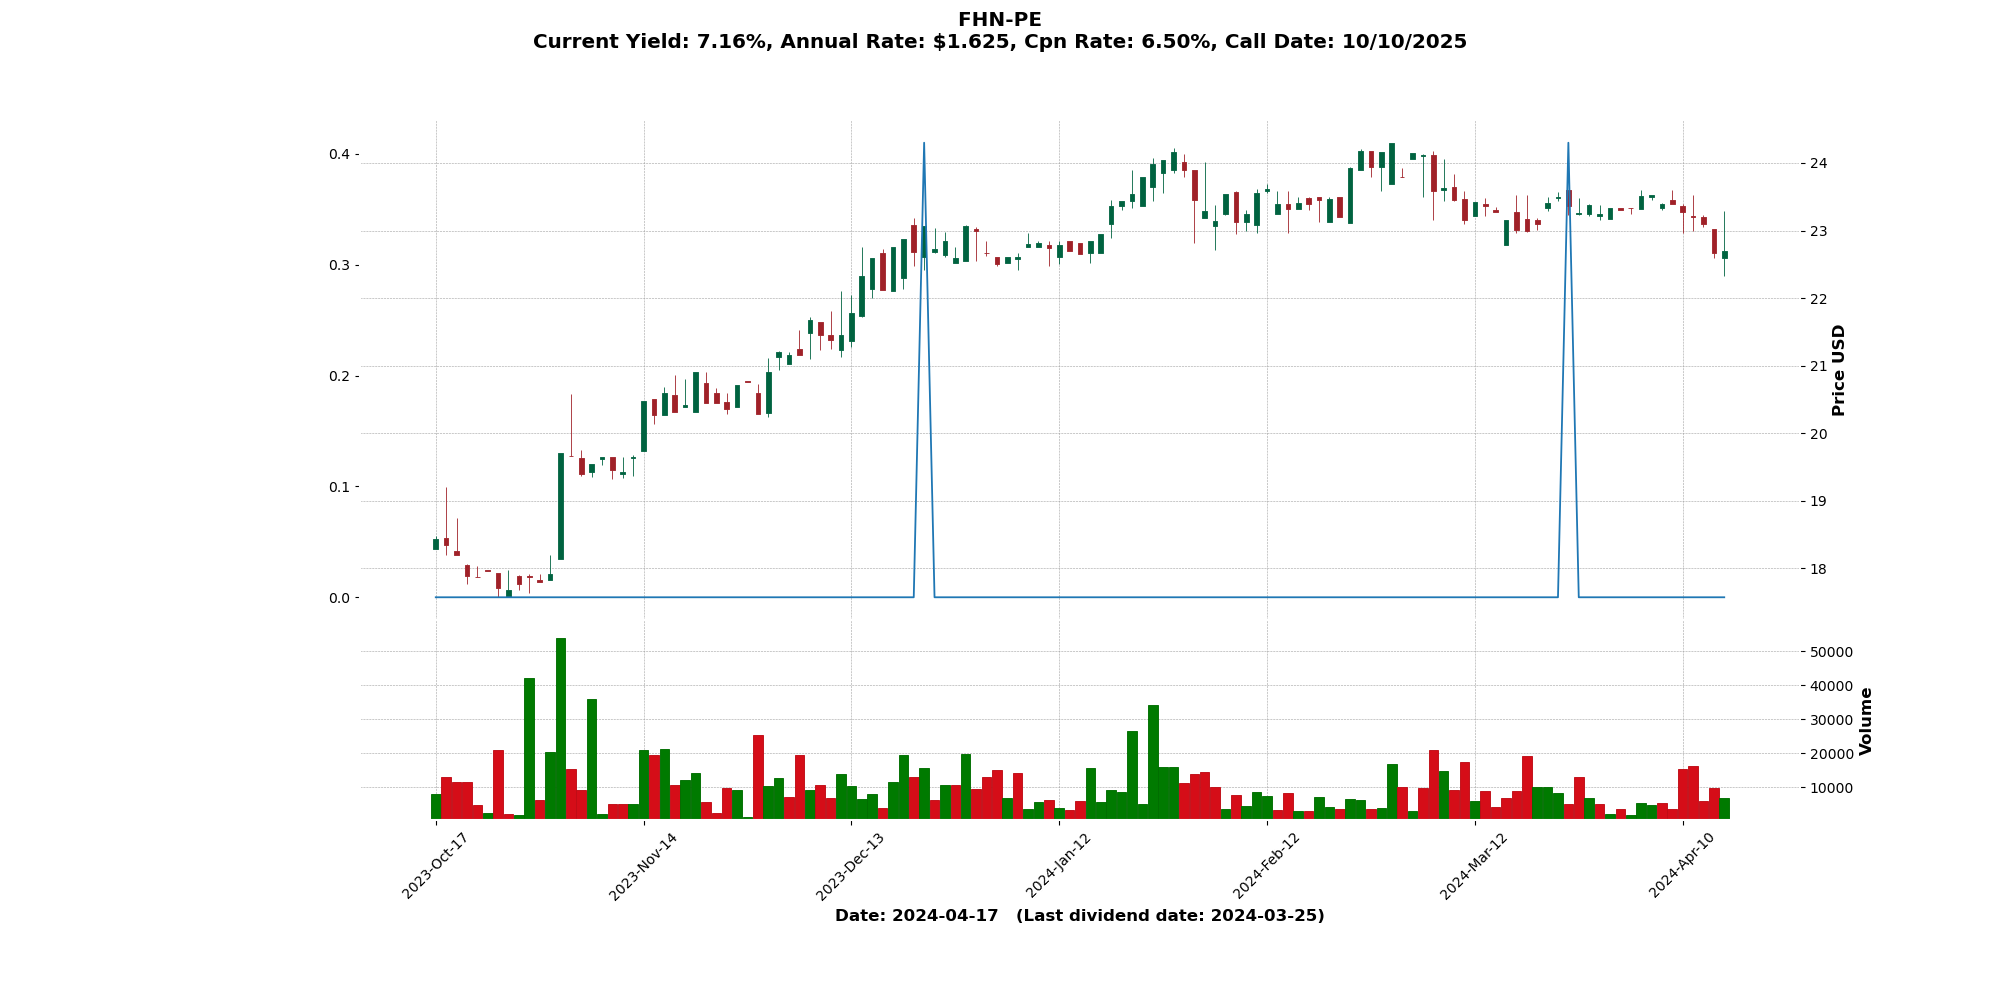 FHN-PE
Current Yield: 7.16%, Annual Rate: $1.625, Cpn Rate: 6.50%, Call Date: 10/10/2025
0.4
0.3
0.2
0.1
0.0
24
23
22
21
20
19
18
Price USD
50000
40000
30000
20000
10000
Volume
2023-Oct-17
2023-Nov-14
2023-Dec-13
2024-Jan-12
2024-Feb-12
2024-Mar-12
2024-Apr-10
Date: 2024-04-17 (Last dividend date: 2024-03-25)